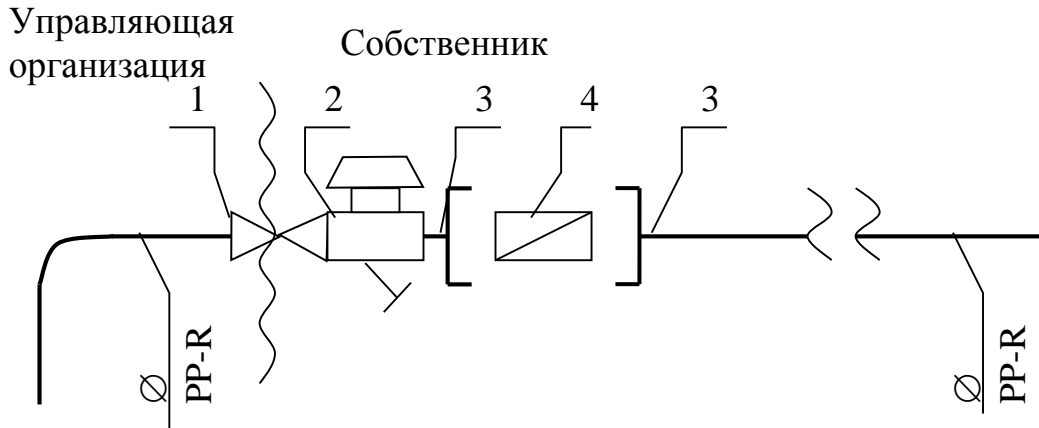 Управляющая
организация
Собственник
1
2
3
4
3
∅ PP-R
∅ PP-R